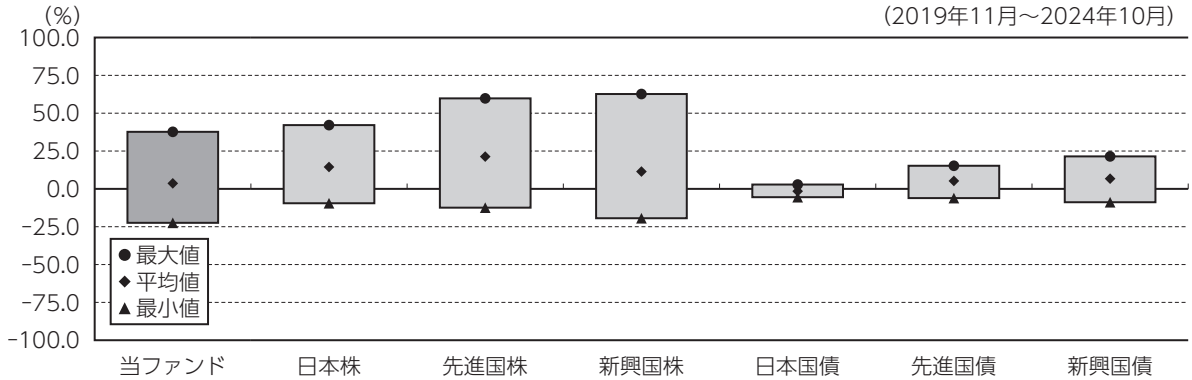 (%)
(2019年11月～2024年10月)
100.0
75.0
50.0
25.0
0.0
-25.0
-50.0
-75.0
-100.0
●最大値
◆平均値
▲最小値
当ファンド 日本株 先進国株 新興国株 日本国債 先進国債 新興国債